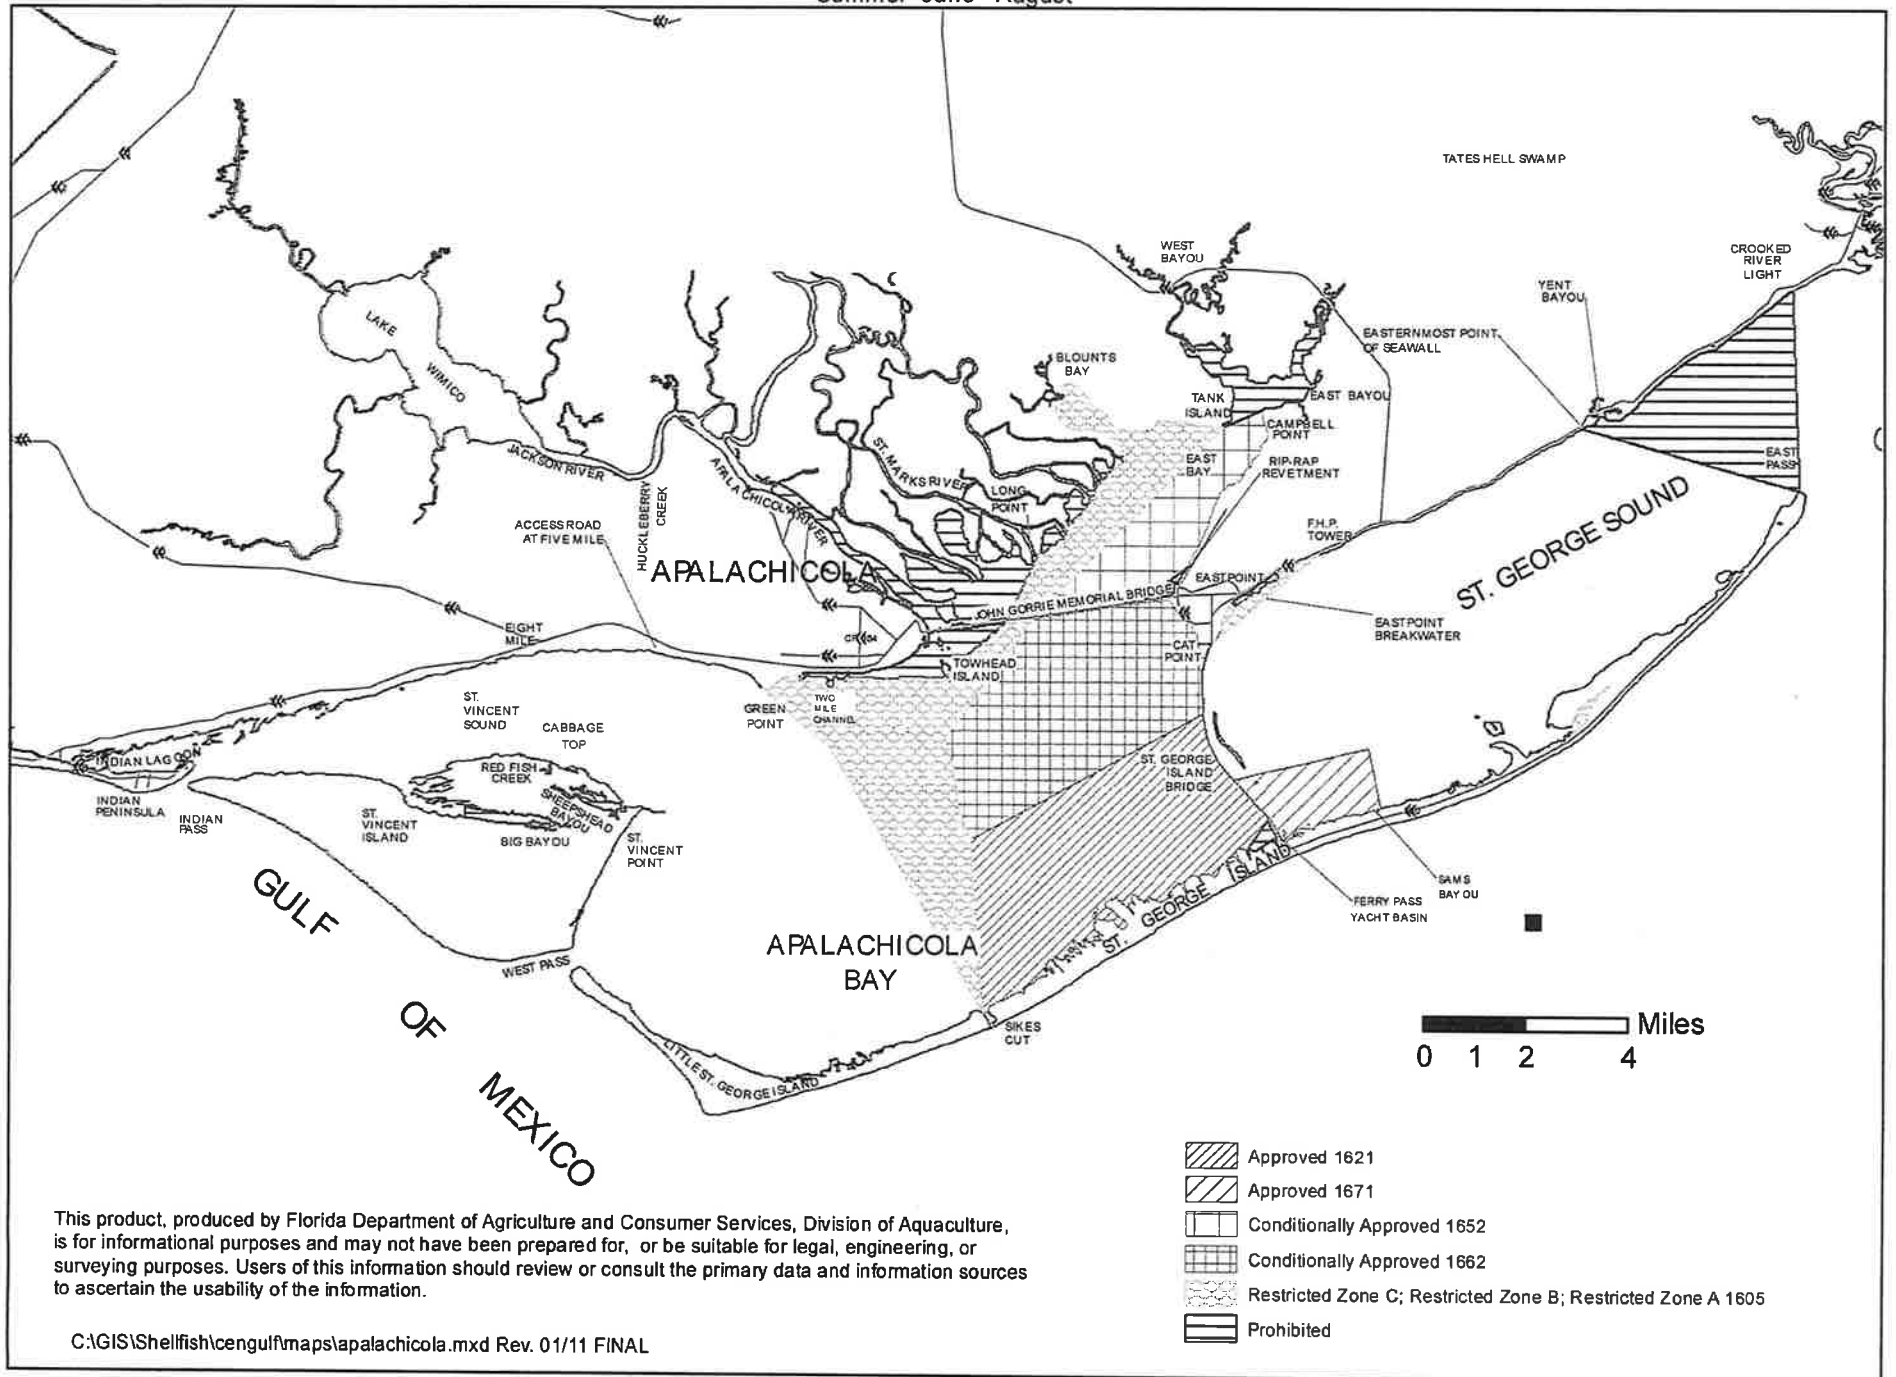 Summer June August
TATES HELL SWAMP
WEST
BAYOU
CROOKED
RIVER
LIGHT
YENT
BAYOU
LAKE
WIMICO
EASTERNMOST POINT
OF SEAWALL
BLOUNTS
BAY
TANK
ISLAND
EAST BAYOU
CAMPBELL
POINT
JACKSON RIVER
ST. MARKS RIVER
EAST
BAY
RIP-RAP
REVETMENT
EAST
PASS
APALACHICOLA RIVER
LONG
POINT
HUCKLEBERRY
CREEK
ACCESS ROAD
AT FIVE MILE
F.H.P.
TOWER
ST. GEORGE SOUND
APALACHICOLA
EASTPOINT
JOHN GORRIE MEMORIAL BRIDGE
EIGHT
MILE
EASTPOINT
BREAKWATER
CAT
POINT
TOWHEAD
ISLAND
ST.
VINCENT
SOUND
CABBAGE
TOP
GREEN
POINT
TWO
MILE
CHANNEL
INDIAN LAGOON
RED FISH
CREEK
ST. GEORGE
ISLAND
BRIDGE
INDIAN
PENINSULA
INDIAN
PASS
SHEEPSHEAD
BAYOU
ST.
VINCENT
ISLAND
BIG BAYOU
ST.
VINCENT
POINT
GULF
OF
MEXICO
ST. GEORGE ISLAND
SAMS
BAYOU
FERRY PASS
YACHT BASIN
APALACHICOLA
BAY
WEST PASS
SIKES
CUT
LITTLE ST. GEORGE ISLAND
Miles
0 1 2 4
Approved 1621
Approved 1671
Conditionally Approved 1652
Conditionally Approved 1662
Restricted Zone C; Restricted Zone B; Restricted Zone A 1605
Prohibited
This product, produced by Florida Department of Agriculture and Consumer Services, Division of Aquaculture,
is for informational purposes and may not have been prepared for, or be suitable for legal, engineering, or
surveying purposes. Users of this information should review or consult the primary data and information sources
to ascertain the usability of the information.
C:\GIS\Shellfish\cengulf\maps\apalachicola.mxd Rev. 01/11 FINAL